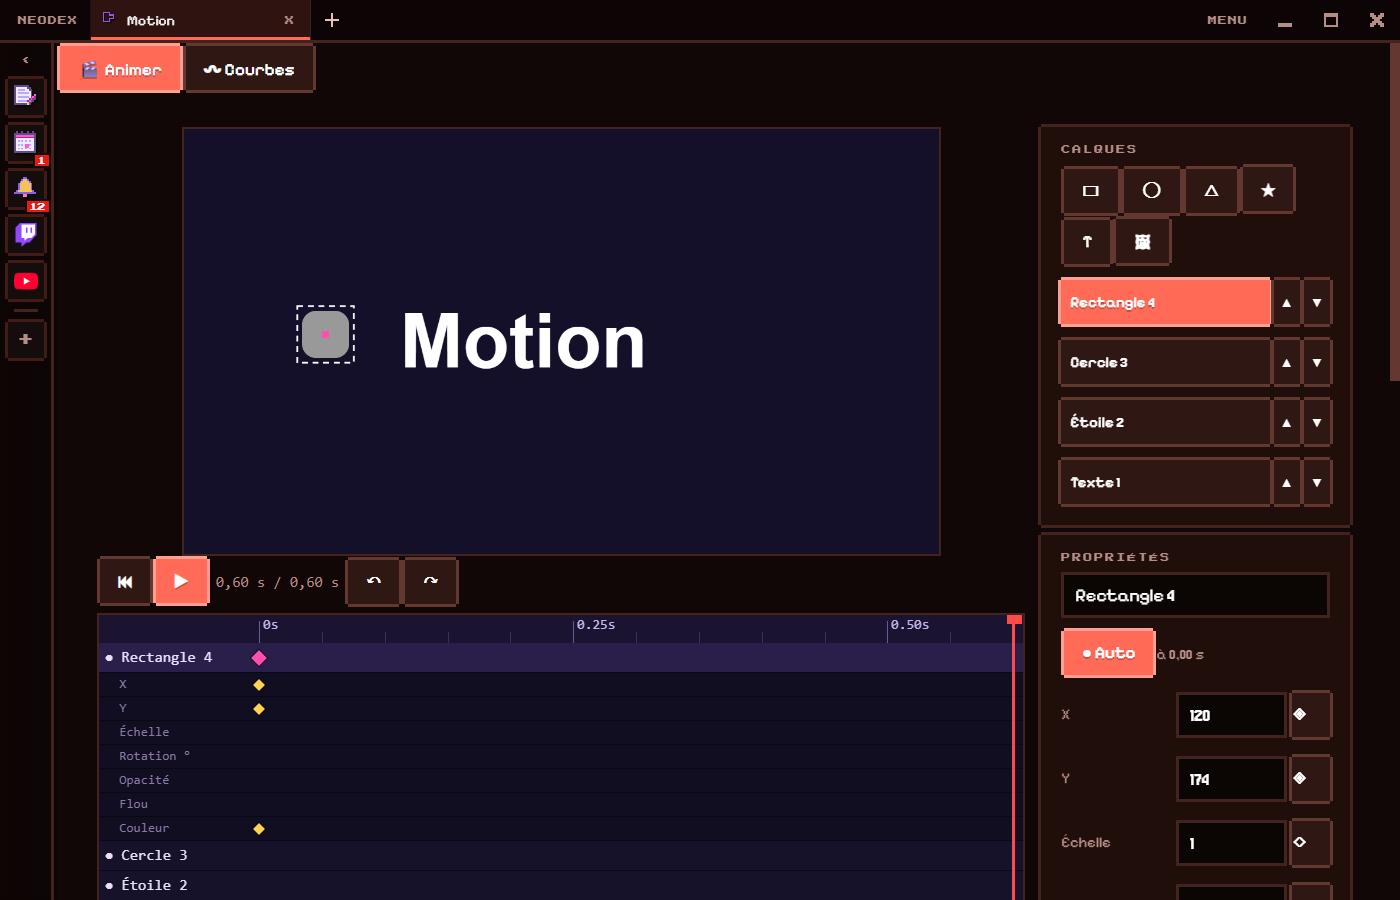 NEODEX
Motion
MENU
Animer
Courbes
1
12
Motion
CALQUES
Rectangle 4
Cercle 3
Étoile 2
Texte 1
0,60 s / 0,60 s
0s
0.25s
0.50s
Rectangle 4
X
Y
Échelle
Rotation °
Opacité
Flou
Couleur
Cercle 3
Étoile 2
PROPRIÉTÉS
Rectangle 4
Auto
à 0,00 s
X
120
Y
174
Échelle
1